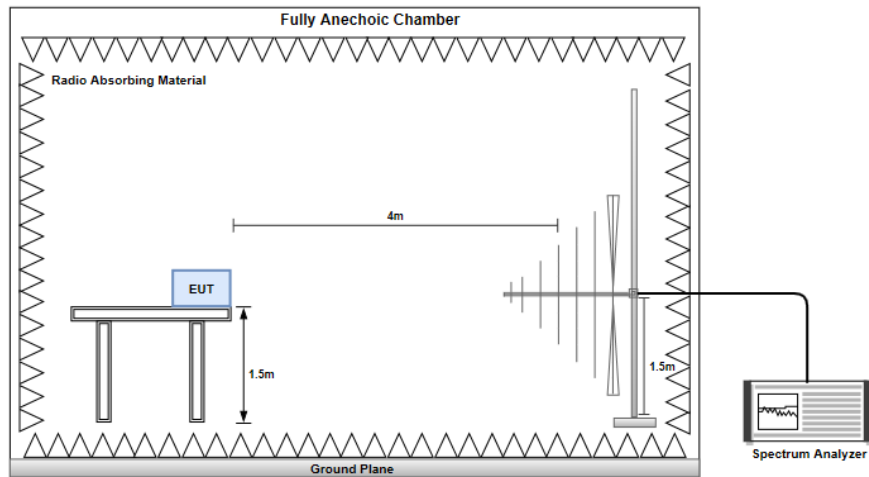 Fully Anechoic Chamber
Radio Absorbing Material
4m
EUT
1.5m
1.5m
Spectrum Analyzer
Ground Plane